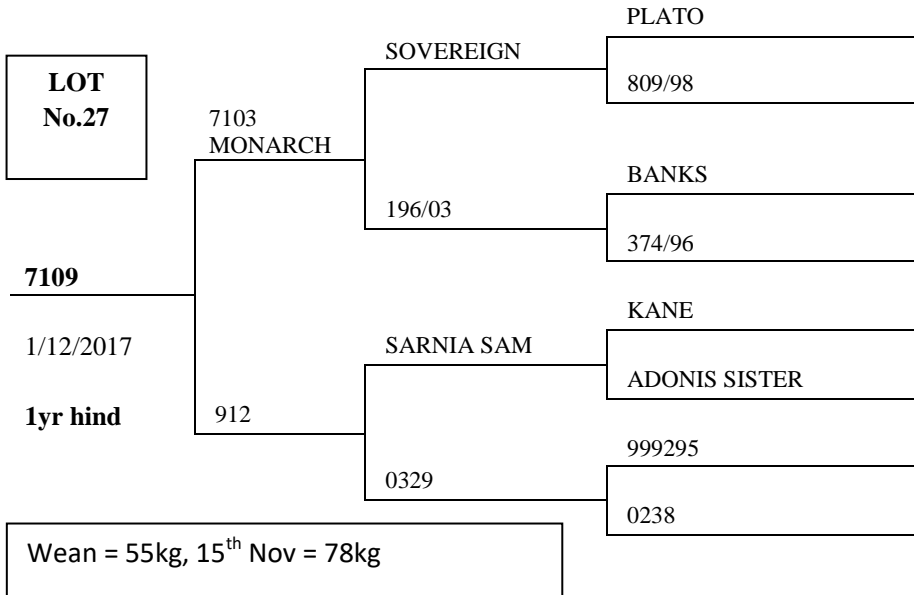 PLATO
SOVEREIGN
LOT
No.27
809/98
7103
MONARCH
BANKS
196/03
374/96
7109
KANE
1/12/2017
SARNIA SAM
ADONIS SISTER
1yr hind
912
999295
0329
0238
Wean = 55kg, 15th Nov = 78kg